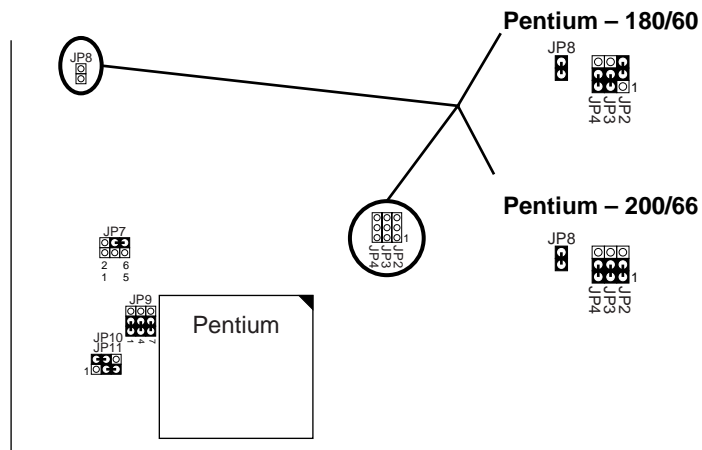 Pentium – 180/60
JP8
1
JP4
JP3
JP2
JP8
1
JP4
JP3
JP2
Pentium – 200/66
JP8
1
JP4
JP3
JP2
JP7
2 6
1 5
JP9
1 4 7
JP10
JP11
1
Pentium